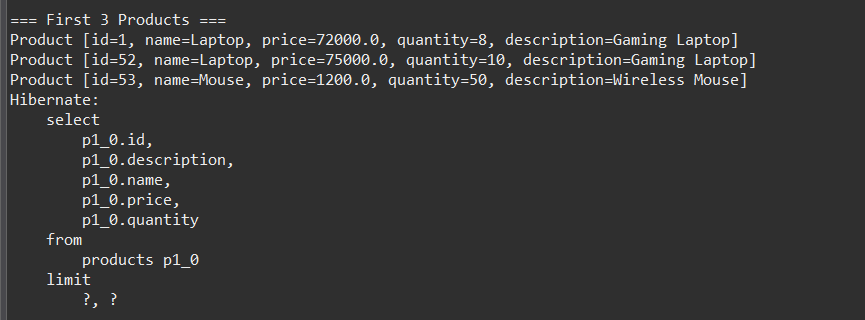 === First 3 Products ===
Product [id=1, name=Laptop, price=72000.0, quantity=8, description=Gaming Laptop]
Product [id=52, name=Laptop, price=75000.0, quantity=10, description=Gaming Laptop]
Product [id=53, name=Mouse, price=1200.0, quantity=50, description=Wireless Mouse]
Hibernate:
    select
        p1_0.id,
        p1_0.description,
        p1_0.name,
        p1_0.price,
        p1_0.quantity
    from
        products p1_0
    limit
        ?, ?